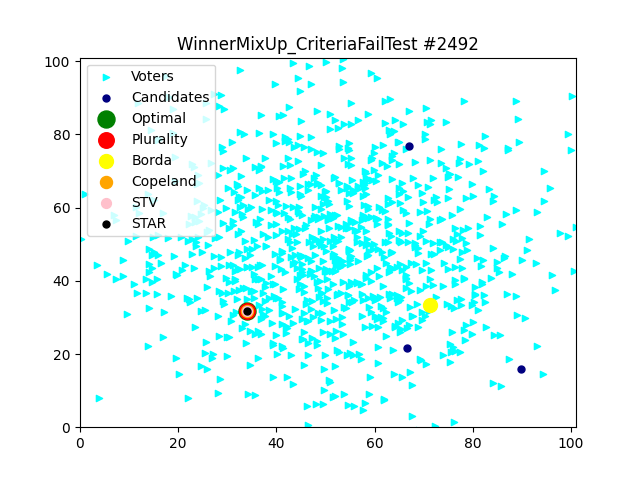 WinnerMixUp_CriteriaFailTest #2492
100
80
60
40
20
0
Voters
Candidates
Optimal
Plurality
Borda
Copeland
STV
STAR
0 20 40 60 80 100